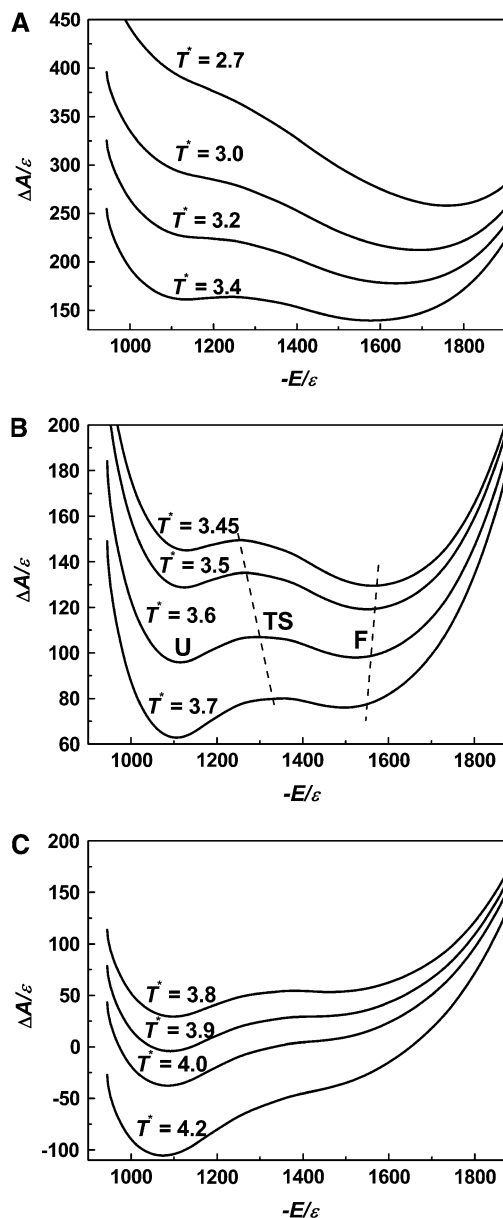 A
450
T* = 2.7
400
350
T* = 3.0
300
ΔA/ε
250
T* = 3.2
200
T* = 3.4
150
1000 1200 1400 1600 1800
-E/ε
B
200
180
160
T* = 3.45
140
T* = 3.5
120
ΔA/ε
T* = 3.6
TS
F
100
U
80
T* = 3.7
60
1000 1200 1400 1600 1800
-E/ε
C
200
150
100
50
T* = 3.8
T* = 3.9
ΔA/ε
0
T* = 4.0
-50
T* = 4.2
-100
1000 1200 1400 1600 1800
-E/ε